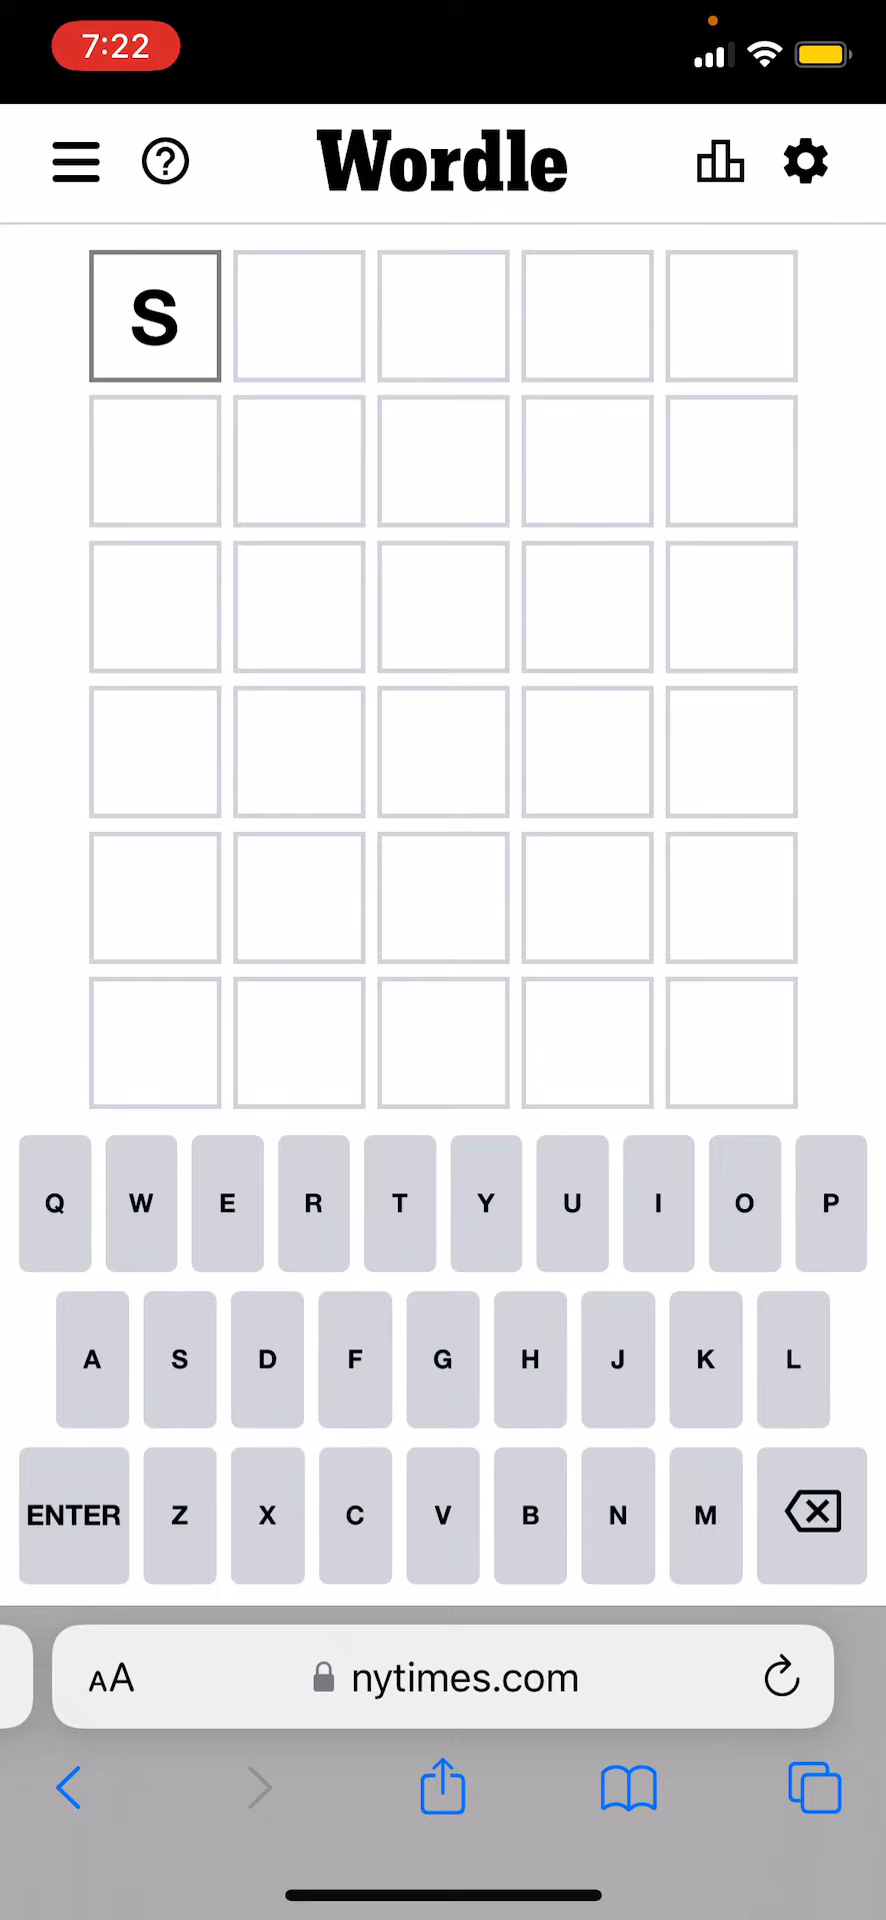 7:22
Wordle
S
Q W E R T Y U I O P
A S D F G H J K L
ENTER Z X C V B N M
AA nytimes.com